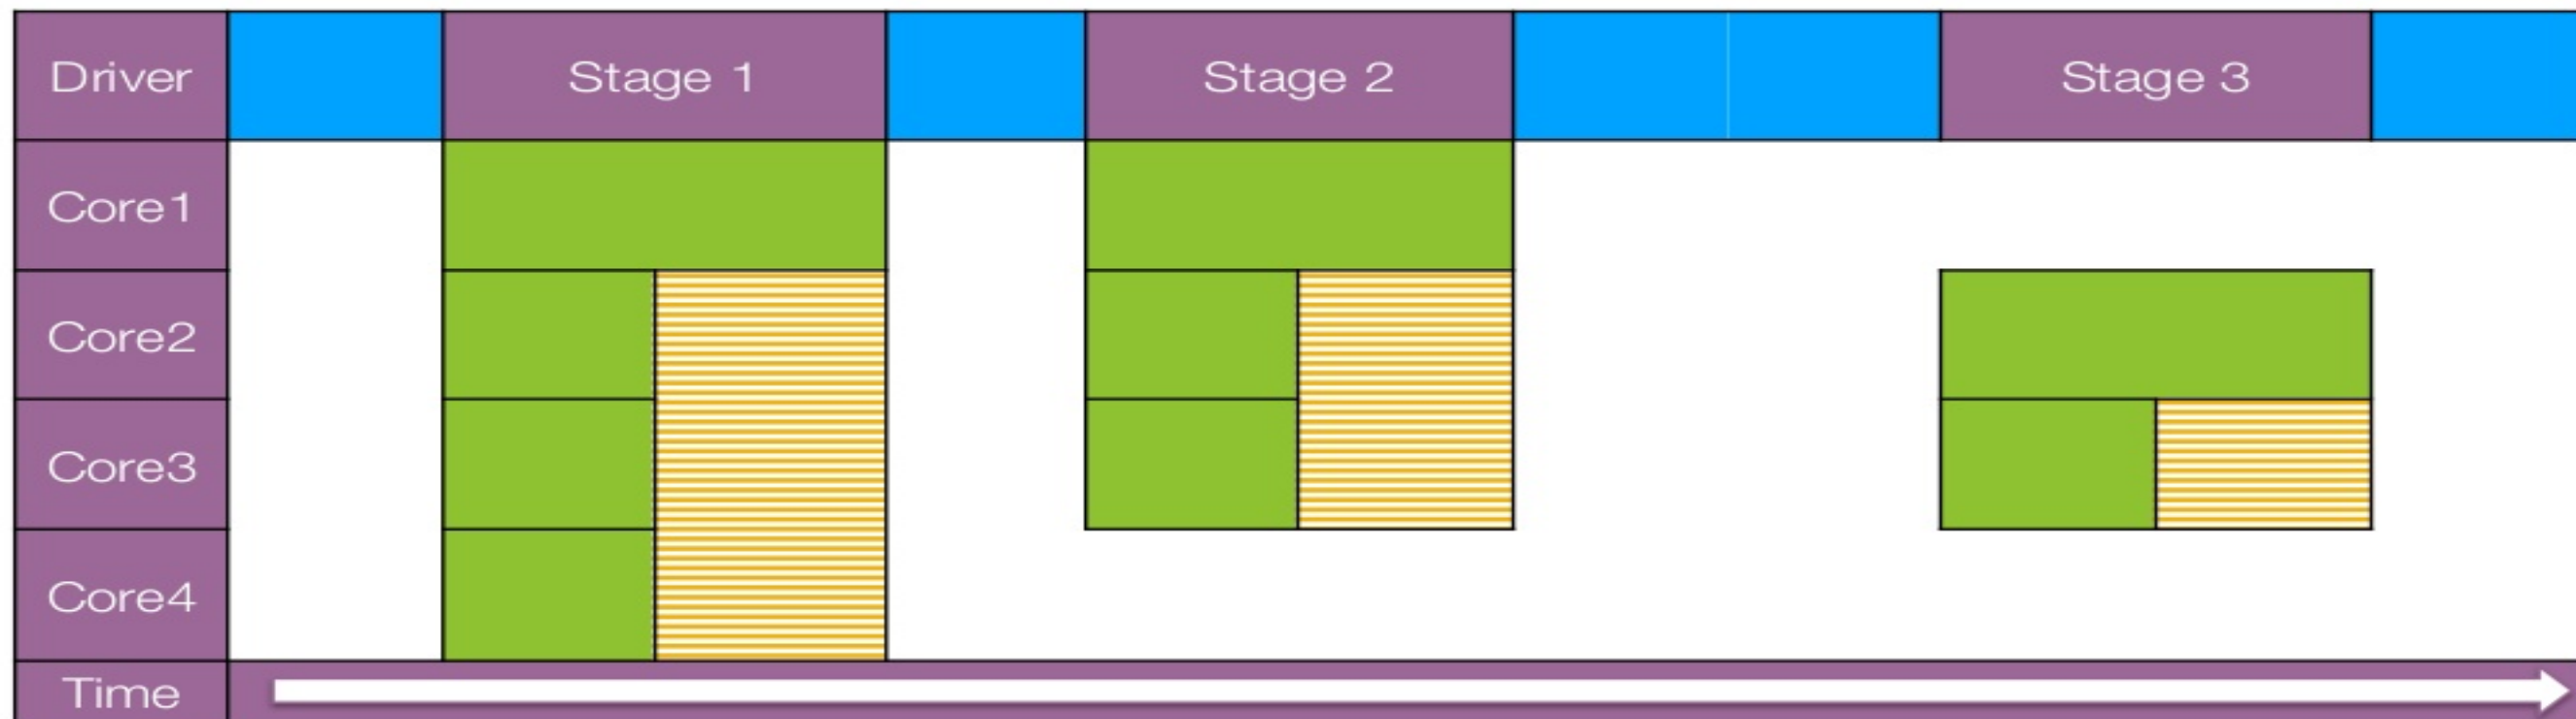 Driver
Stage 1
Stage 2
Stage 3
Core1
Core2
Core3
Core4
Time